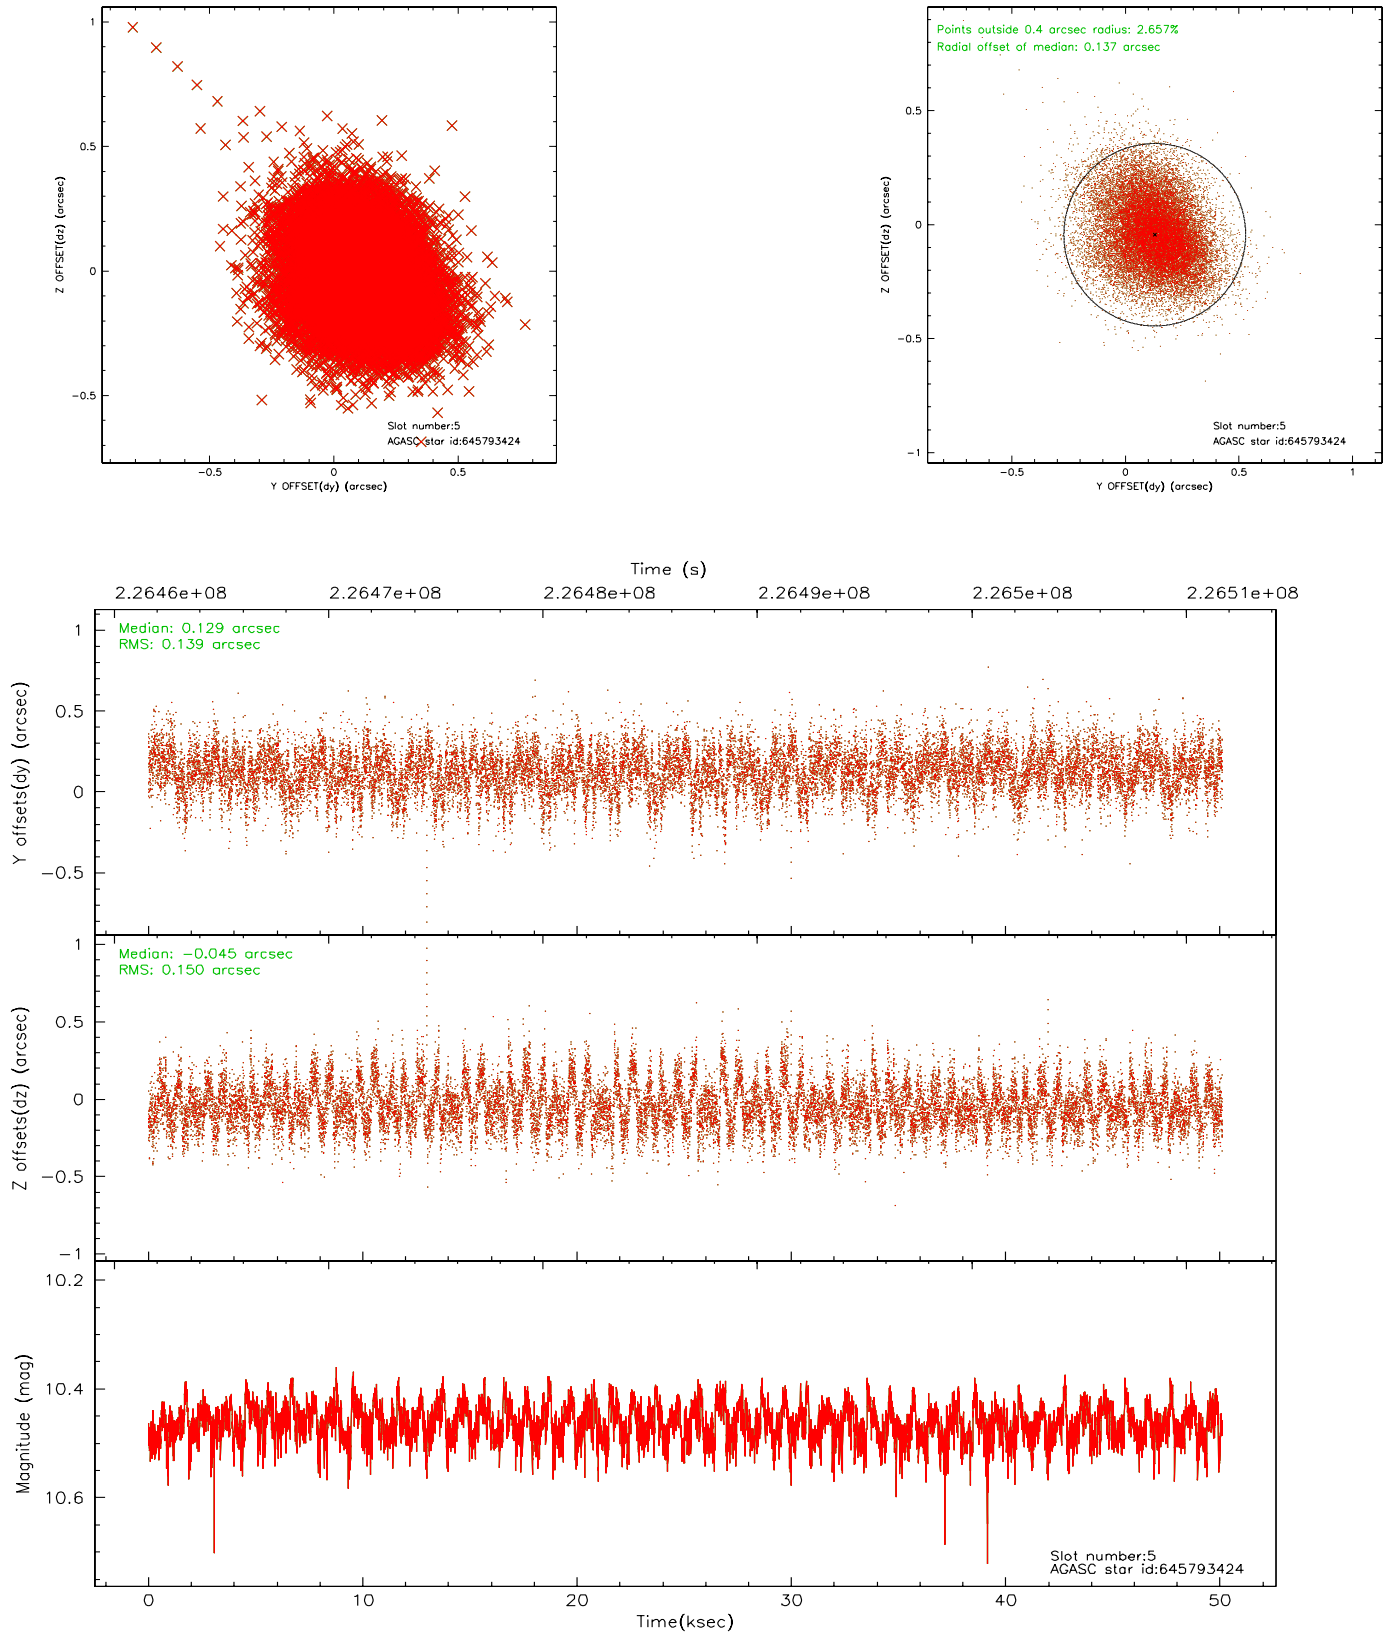 1
0.5
0
−0.5
Z OFFSET(dz) (arcsec)
Slot number:5
AGASC star id:645793424
−0.5
0
0.5
Y OFFSET(dy) (arcsec)
Points outside 0.4 arcsec radius: 2.657%
Radial offset of median: 0.137 arcsec
0.5
0
−0.5
−1
Z OFFSET(dz) (arcsec)
Slot number:5
AGASC star id:645793424
−0.5
0
0.5
1
Y OFFSET(dy) (arcsec)
Time (s)
2.2646e+08
2.2647e+08
2.2648e+08
2.2649e+08
2.265e+08
2.2651e+08
Median: 0.129 arcsec
RMS: 0.139 arcsec
1
0.5
0
−0.5
Y offsets(dy) (arcsec)
Median: −0.045 arcsec
RMS: 0.150 arcsec
1
0.5
0
−0.5
−1
Z offsets(dz) (arcsec)
10.2
10.4
10.6
Magnitude (mag)
Slot number:5
AGASC star id:645793424
0
10
20
30
40
50
Time(ksec)